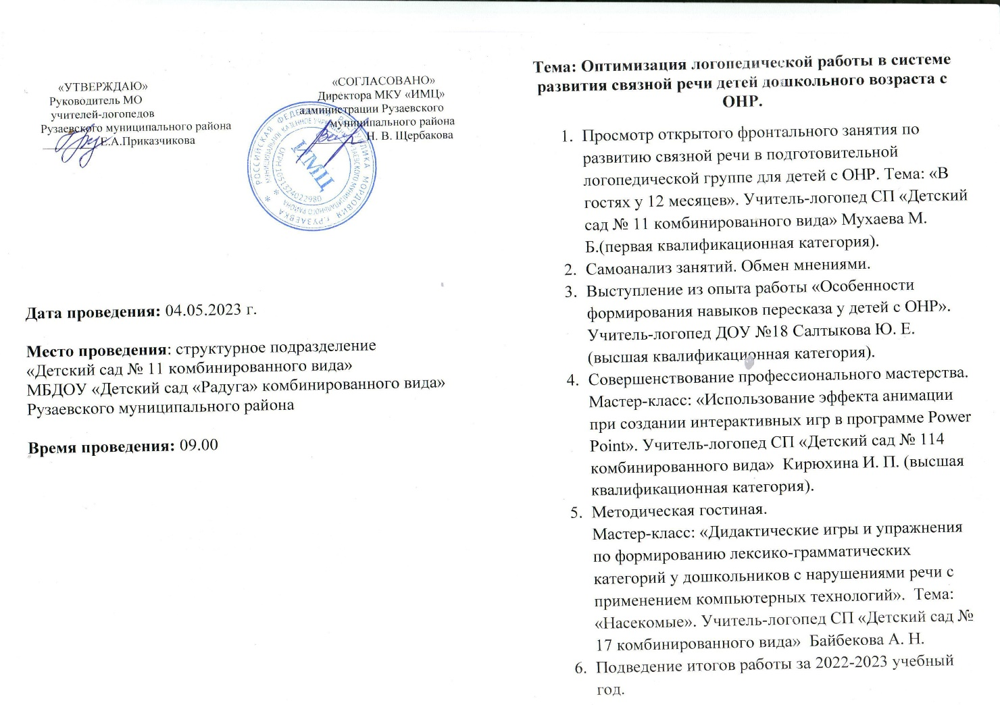 «УТВЕРЖДАЮ»
Руководитель МО
учителей-логопедов
Рузаевского муниципального района
Е.А.Приказчикова
«СОГЛАСОВАНО»
Директора МКУ «ИМЦ»
администрации Рузаевского
муниципального района
Н. В. Щербакова
РОССИЙСКАЯ ФЕДЕРАЦИЯ РЕСПУБЛИКА МОРДОВИЯ г.РУЗАЕВКА
МУНИЦИПАЛЬНОЕ КАЗЕННОЕ УЧРЕЖДЕНИЕ
РУЗАЕВСКОГО МУНИЦИПАЛЬНОГО РАЙОНА
ОГРН 1051324022980
ИМЦ
Дата проведения: 04.05.2023 г.
Место проведения: структурное подразделение
«Детский сад № 11 комбинированного вида»
МБДОУ «Детский сад «Радуга» комбинированного вида»
Рузаевского муниципального района
Время проведения: 09.00
Тема: Оптимизация логопедической работы в системе
развития связной речи детей дошкольного возраста с
ОНР.
1. Просмотр открытого фронтального занятия по
развитию связной речи в подготовительной
логопедической группе для детей с ОНР. Тема: «В
гостях у 12 месяцев». Учитель-логопед СП «Детский
сад № 11 комбинированного вида» Мухаева М.
Б.(первая квалификационная категория).
2. Самоанализ занятий. Обмен мнениями.
3. Выступление из опыта работы «Особенности
формирования навыков пересказа у детей с ОНР».
Учитель-логопед ДОУ №18 Салтыкова Ю. Е.
(высшая квалификационная категория).
4. Совершенствование профессионального мастерства.
Мастер-класс: «Использование эффекта анимации
при создании интерактивных игр в программе Power
Point». Учитель-логопед СП «Детский сад № 114
комбинированного вида» Кирюхина И. П. (высшая
квалификационная категория).
5. Методическая гостиная.
Мастер-класс: «Дидактические игры и упражнения
по формированию лексико-грамматических
категорий у дошкольников с нарушениями речи с
применением компьютерных технологий». Тема:
«Насекомые». Учитель-логопед СП «Детский сад №
17 комбинированного вида» Байбекова А. Н.
6. Подведение итогов работы за 2022-2023 учебный
год.